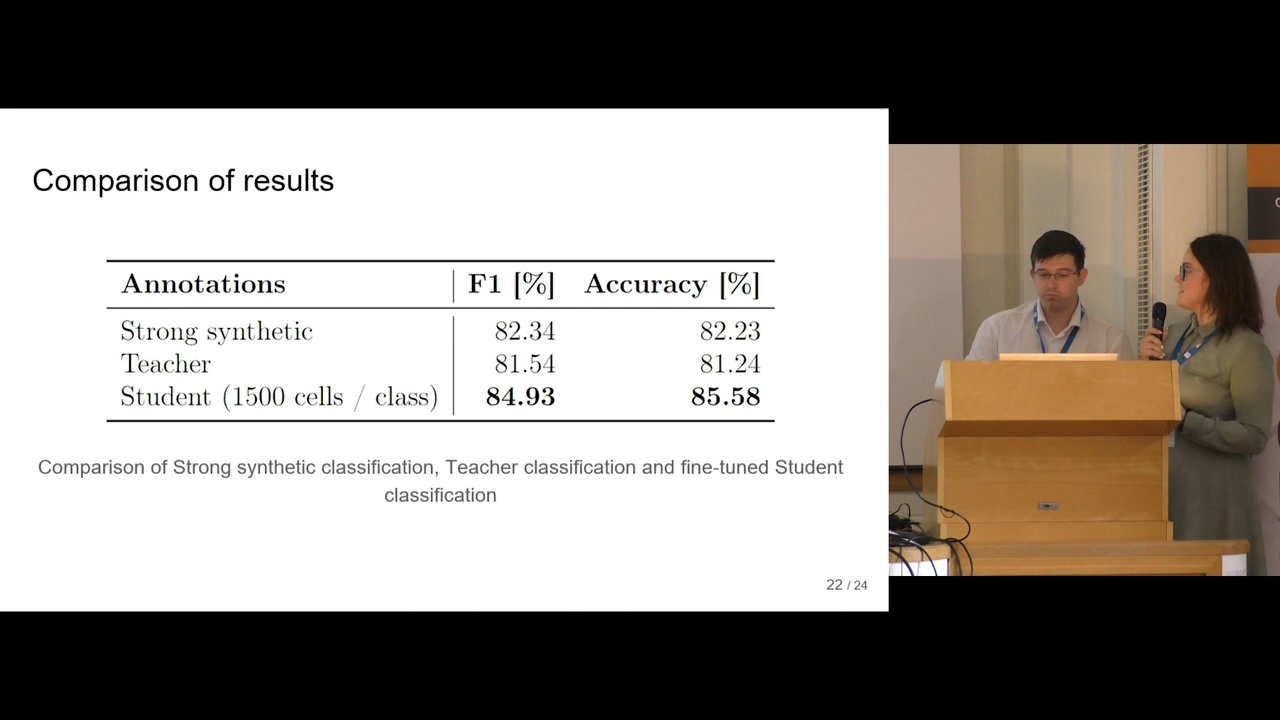 Comparison of results
Annotations F1 [%] Accuracy [%]
Strong synthetic 82.34 82.23
Teacher 81.54 81.24
Student (1500 cells / class) 84.93 85.58
Comparison of Strong synthetic classification, Teacher classification and fine-tuned Student
classification
22 / 24